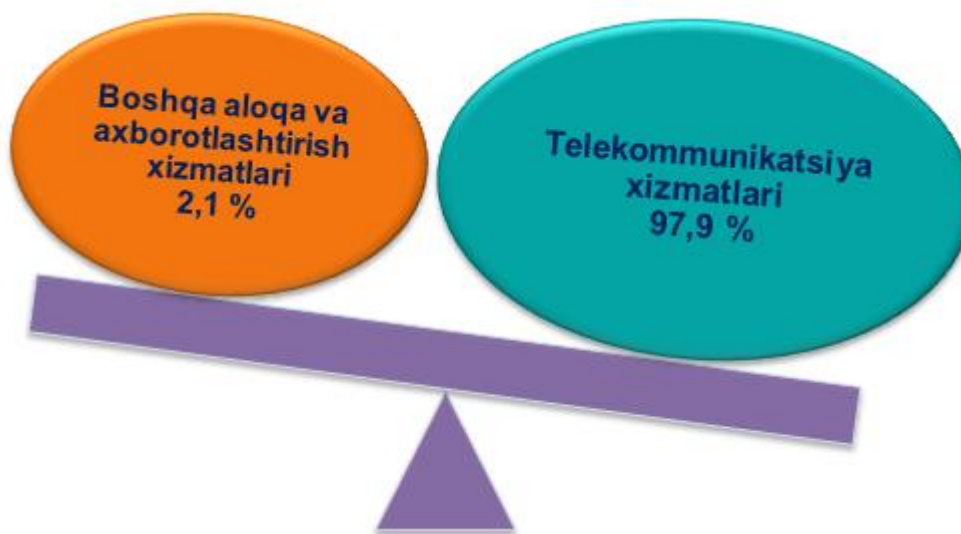 Boshqa aloqa va
axborotlashtirish
xizmatlari
2,1 %
Telekommunikatsiya
xizmatlari
97,9 %